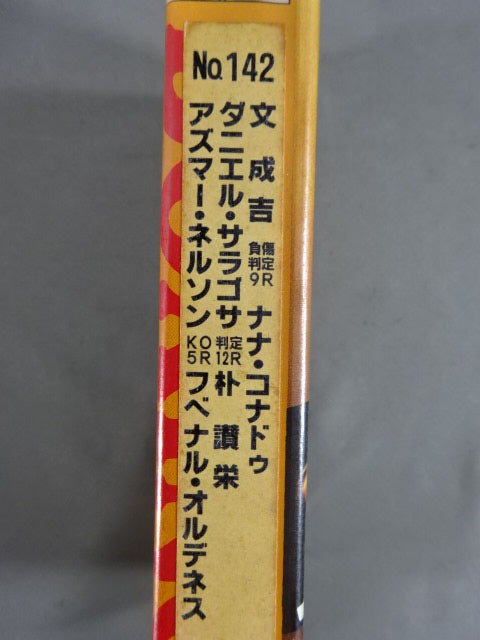 No.142
文成吉 負傷判定9R ナナ・コナドゥ
ダニエル・サラゴサ 判定12R 朴讃栄
アズマー・ネルソン KO5R フベナル・オルデネス